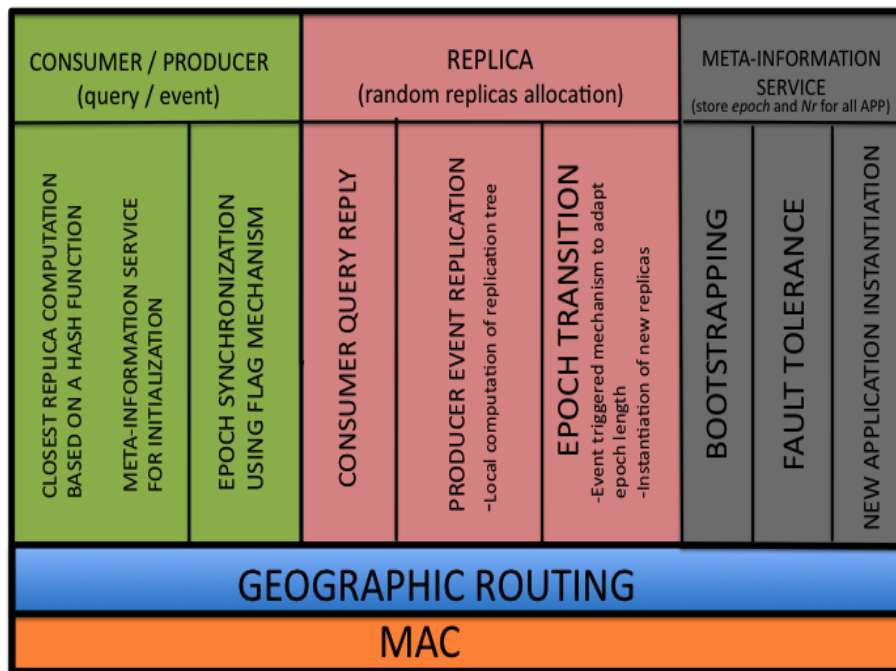 CONSUMER / PRODUCER
(query / event)
REPLICA
(random replicas allocation)
META-INFORMATION
SERVICE
(store epoch and Nr for all APP)
CLOSEST REPLICA COMPUTATION
BASED ON A HASH FUNCTION
META-INFORMATION SERVICE
FOR INITIALIZATION
EPOCH SYNCHRONIZATION
USING FLAG MECHANISM
CONSUMER QUERY REPLY
PRODUCER EVENT REPLICATION
-Local computation of replication tree
EPOCH TRANSITION
-Event triggered mechanism to adapt
epoch length
-Instantiation of new replicas
BOOTSTRAPPING
FAULT TOLERANCE
NEW APPLICATION INSTANTIATION
GEOGRAPHIC ROUTING
MAC